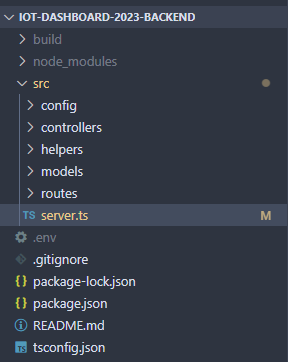 IOT-DASHBOARD-2023-BACKEND
build
node_modules
src
config
controllers
helpers
models
routes
TS server.ts M
.env
.gitignore
{} package-lock.json
{} package.json
README.md
TS tsconfig.json